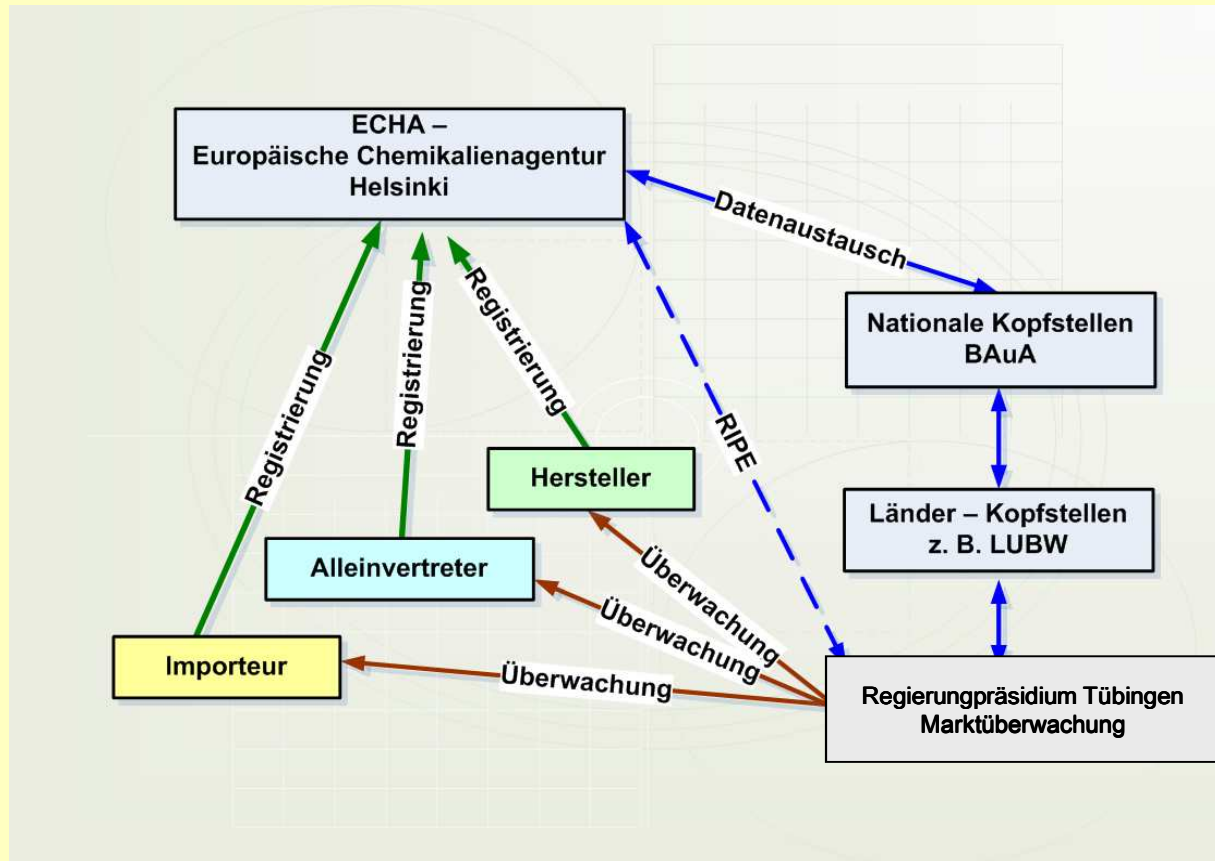 ECHA –
Europäische Chemikalienagentur
Helsinki
Datenaustausch
Nationale Kopfstellen
BAuA
Registrierung
Registrierung
Registrierung
RIPE
Hersteller
Länder – Kopfstellen
z. B. LUBW
Alleinvertreter
Überwachung
Überwachung
Überwachung
Importeur
Regierungpräsidium Tübingen
Marktüberwachung